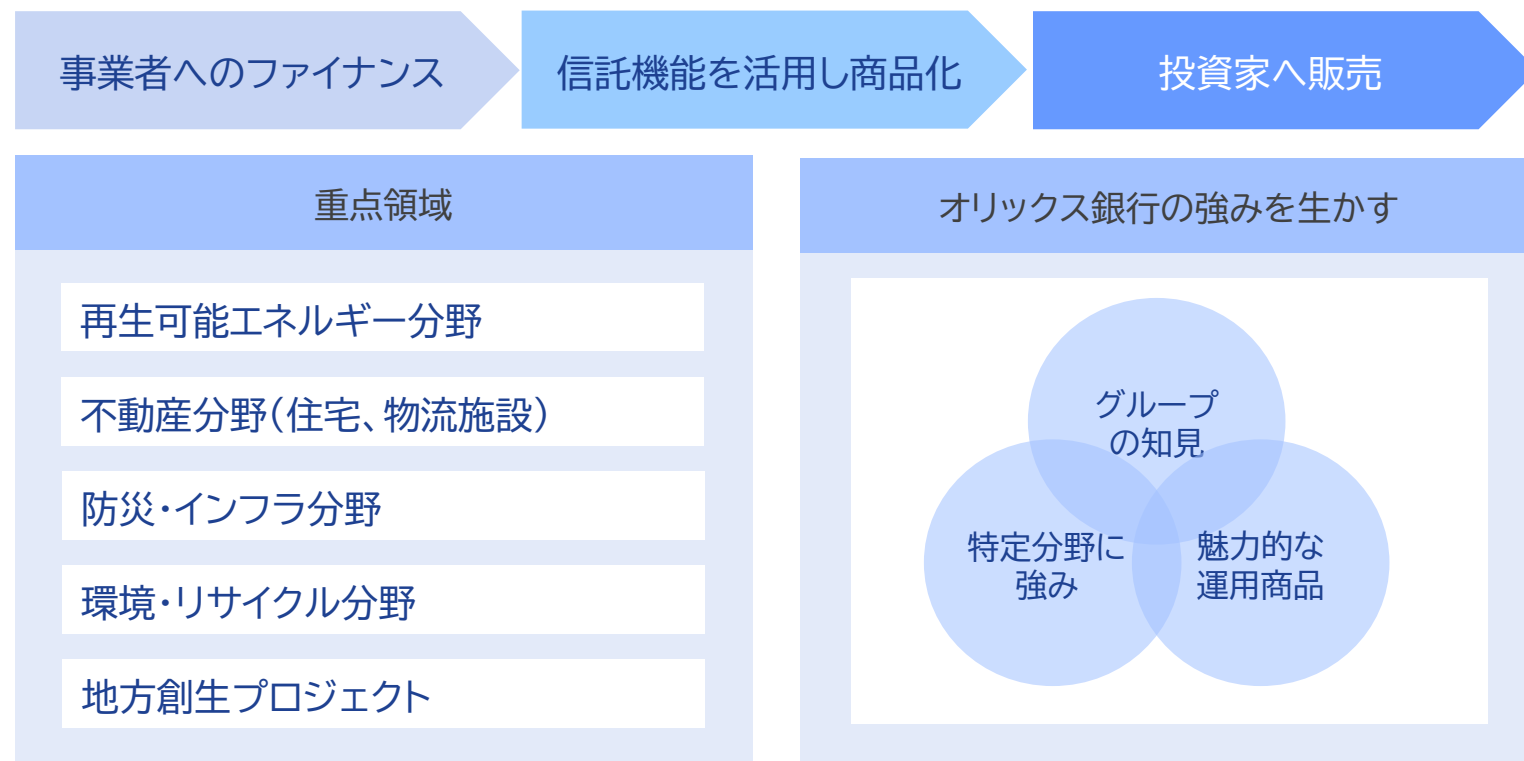 事業者へのファイナンス
信託機能を活用し商品化
投資家へ販売
重点領域
再生可能エネルギー分野
不動産分野(住宅、物流施設)
防災・インフラ分野
環境・リサイクル分野
地方創生プロジェクト
オリックス銀行の強みを生かす
グループ
の知見
特定分野に
強み
魅力的な
運用商品